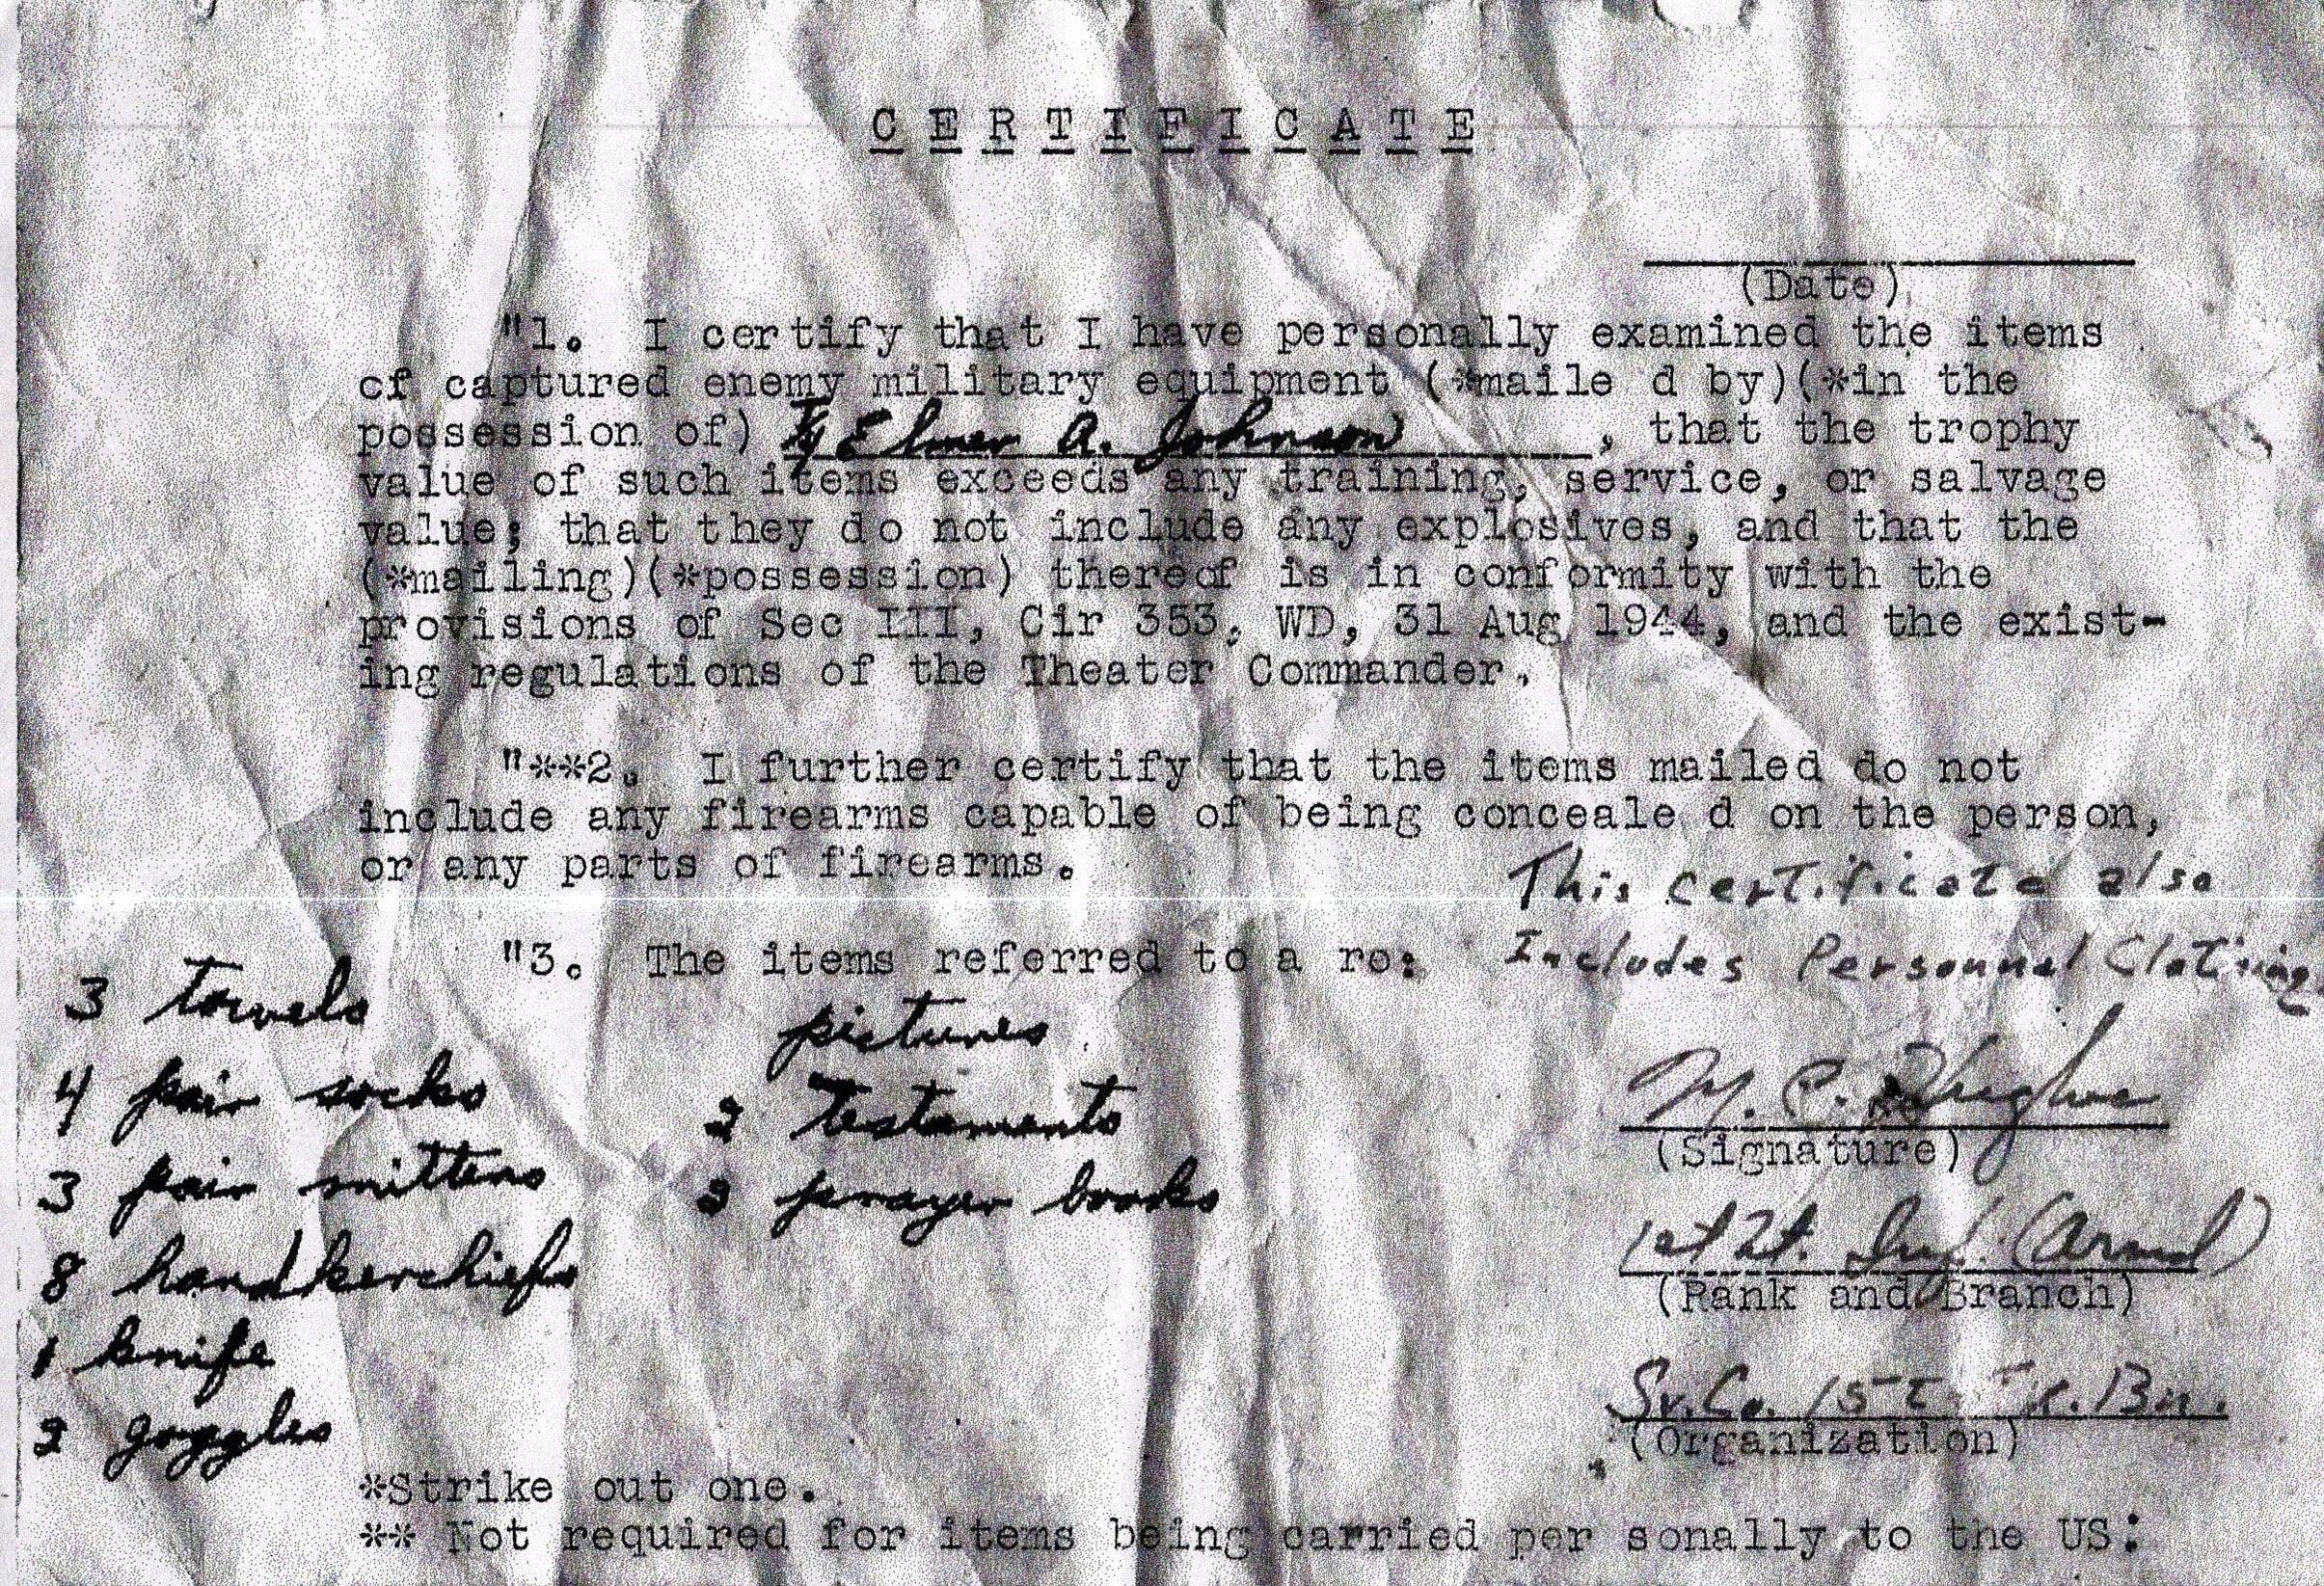 C E R T I F I C A T E
(Date)
"1. I certify that I have personally examined the items
of captured enemy military equipment (*maile d by)(*in the
possession of) Elmer A. Johnson, that the trophy
value of such items exceeds any training, service, or salvage
value; that they do not include any explosives, and that the
(*mailing)(*possession) thereof is in conformity with the
provisions of Sec III, Cir 353, WD, 31 Aug 1944, and the exist-
ing regulations of the Theater Commander.
"**2. I further certify that the items mailed do not
include any firearms capable of being conceale d on the person,
or any parts of firearms.
This certificate also
Includes Personnel Clothing
"3. The items referred to a re:
3 towels
4 pair socks
3 pair mittens
8 handkerchiefs
1 knife
2 goggles
pictures
2 Testaments
2 prayer books
M. C.
(Signature)
1st Lt. Inf. (Armd)
(Rank and Branch)
Sv. Co. 15 Tk. Bn.
(Organization)
*Strike out one.
** Not required for items being carried per sonally to the US: